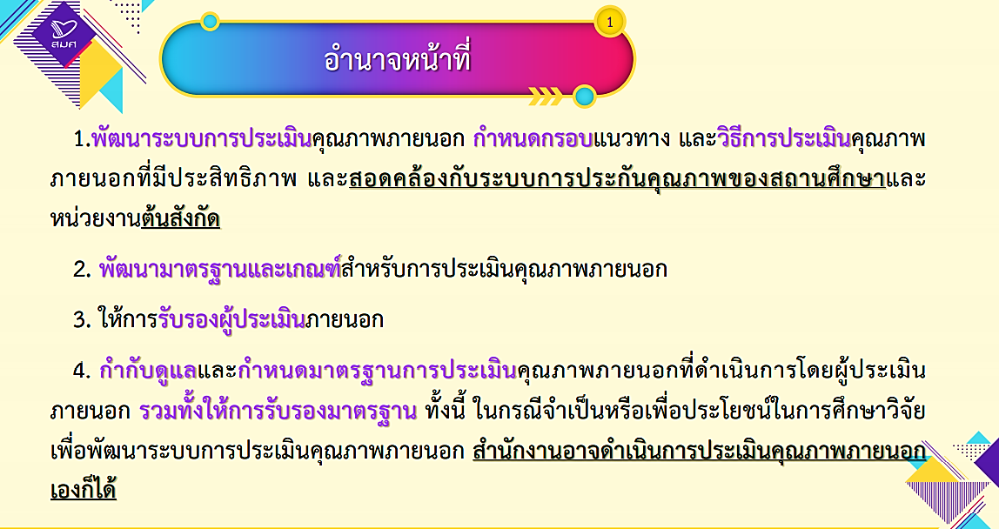 สมศ
1
อำนาจหน้าที่
1.พัฒนาระบบการประเมินคุณภาพภายนอก กำหนดกรอบแนวทาง และวิธีการประเมินคุณภาพ
ภายนอกที่มีประสิทธิภาพ และสอดคล้องกับระบบการประกันคุณภาพของสถานศึกษาและ
หน่วยงานต้นสังกัด
2. พัฒนามาตรฐานและเกณฑ์สำหรับการประเมินคุณภาพภายนอก
3. ให้การรับรองผู้ประเมินภายนอก
4. กำกับดูแลและกำหนดมาตรฐานการประเมินคุณภาพภายนอกที่ดำเนินการโดยผู้ประเมิน
ภายนอก รวมทั้งให้การรับรองมาตรฐาน ทั้งนี้ ในกรณีจำเป็นหรือเพื่อประโยชน์ในการศึกษาวิจัย
เพื่อพัฒนาระบบการประเมินคุณภาพภายนอก สำนักงานอาจดำเนินการประเมินคุณภาพภายนอก
เองก็ได้